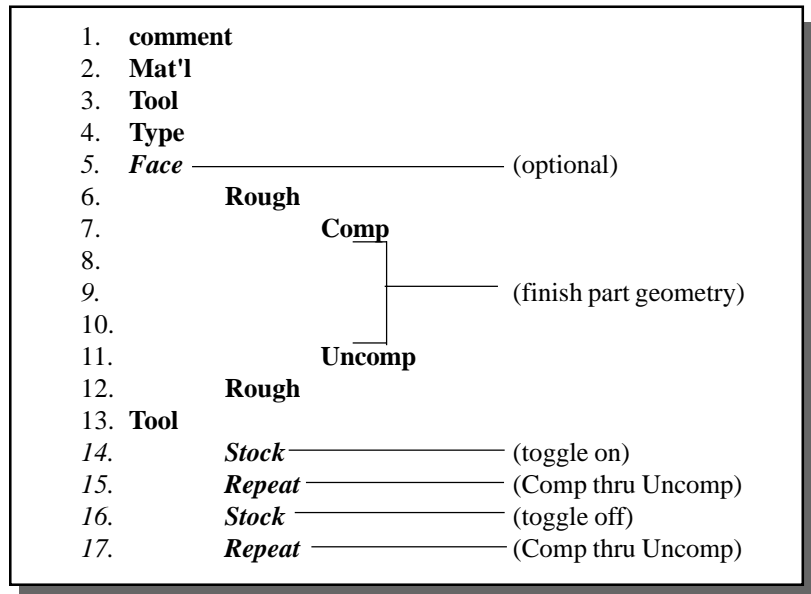 1. comment
2. Mat'l
3. Tool
4. Type
5. Face (optional)
6. Rough
7. Comp
8.
9. (finish part geometry)
10.
11. Uncomp
12. Rough
13. Tool
14. Stock (toggle on)
15. Repeat (Comp thru Uncomp)
16. Stock (toggle off)
17. Repeat (Comp thru Uncomp)